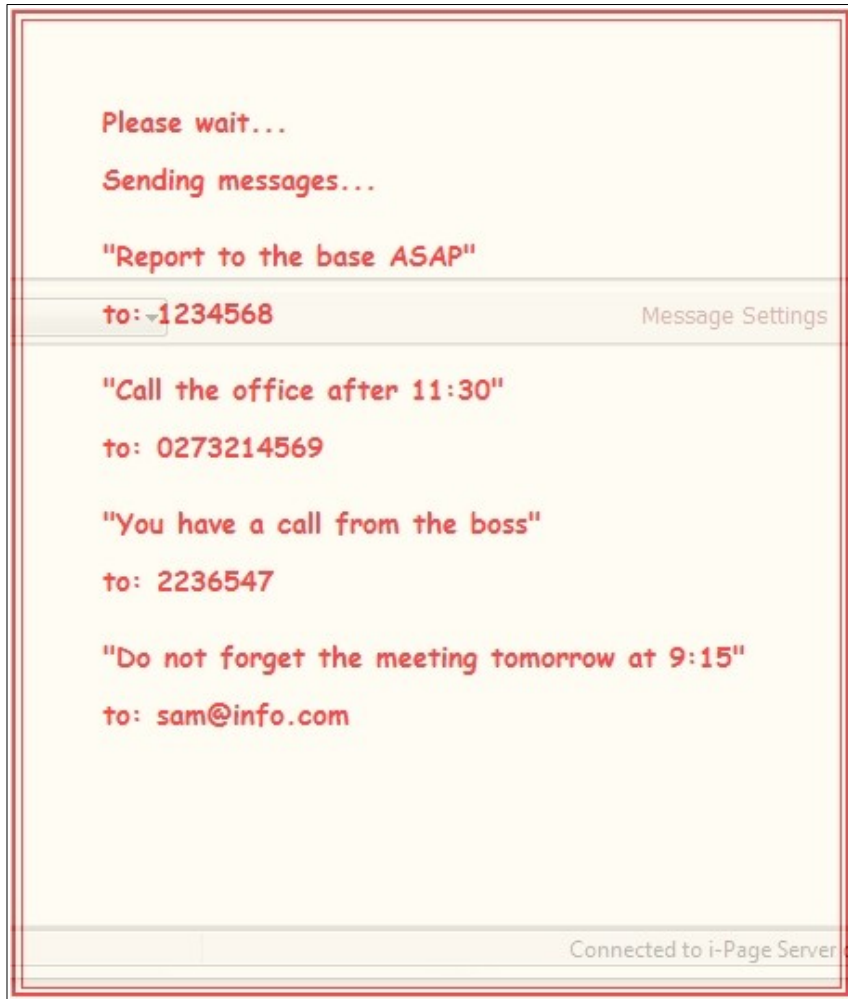 Please wait...
Sending messages...
"Report to the base ASAP"
to: 1234568
Message Settings
"Call the office after 11:30"
to: 0273214569
"You have a call from the boss"
to: 2236547
"Do not forget the meeting tomorrow at 9:15"
to: sam@info.com
Connected to i-Page Server